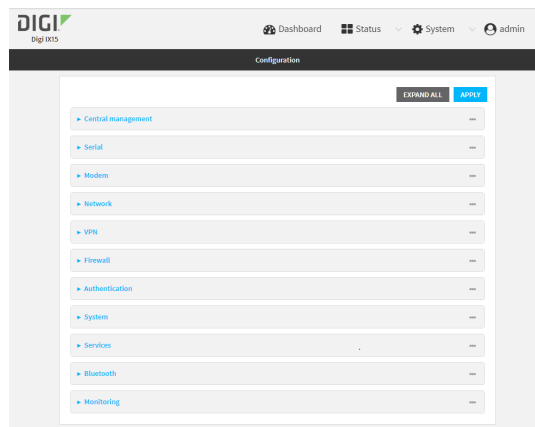 DIGI
Digi IX15
Dashboard Status System admin
Configuration
EXPAND ALL APPLY
Central management
Serial
Modem
Network
VPN
Firewall
Authentication
System
Services
Bluetooth
Monitoring